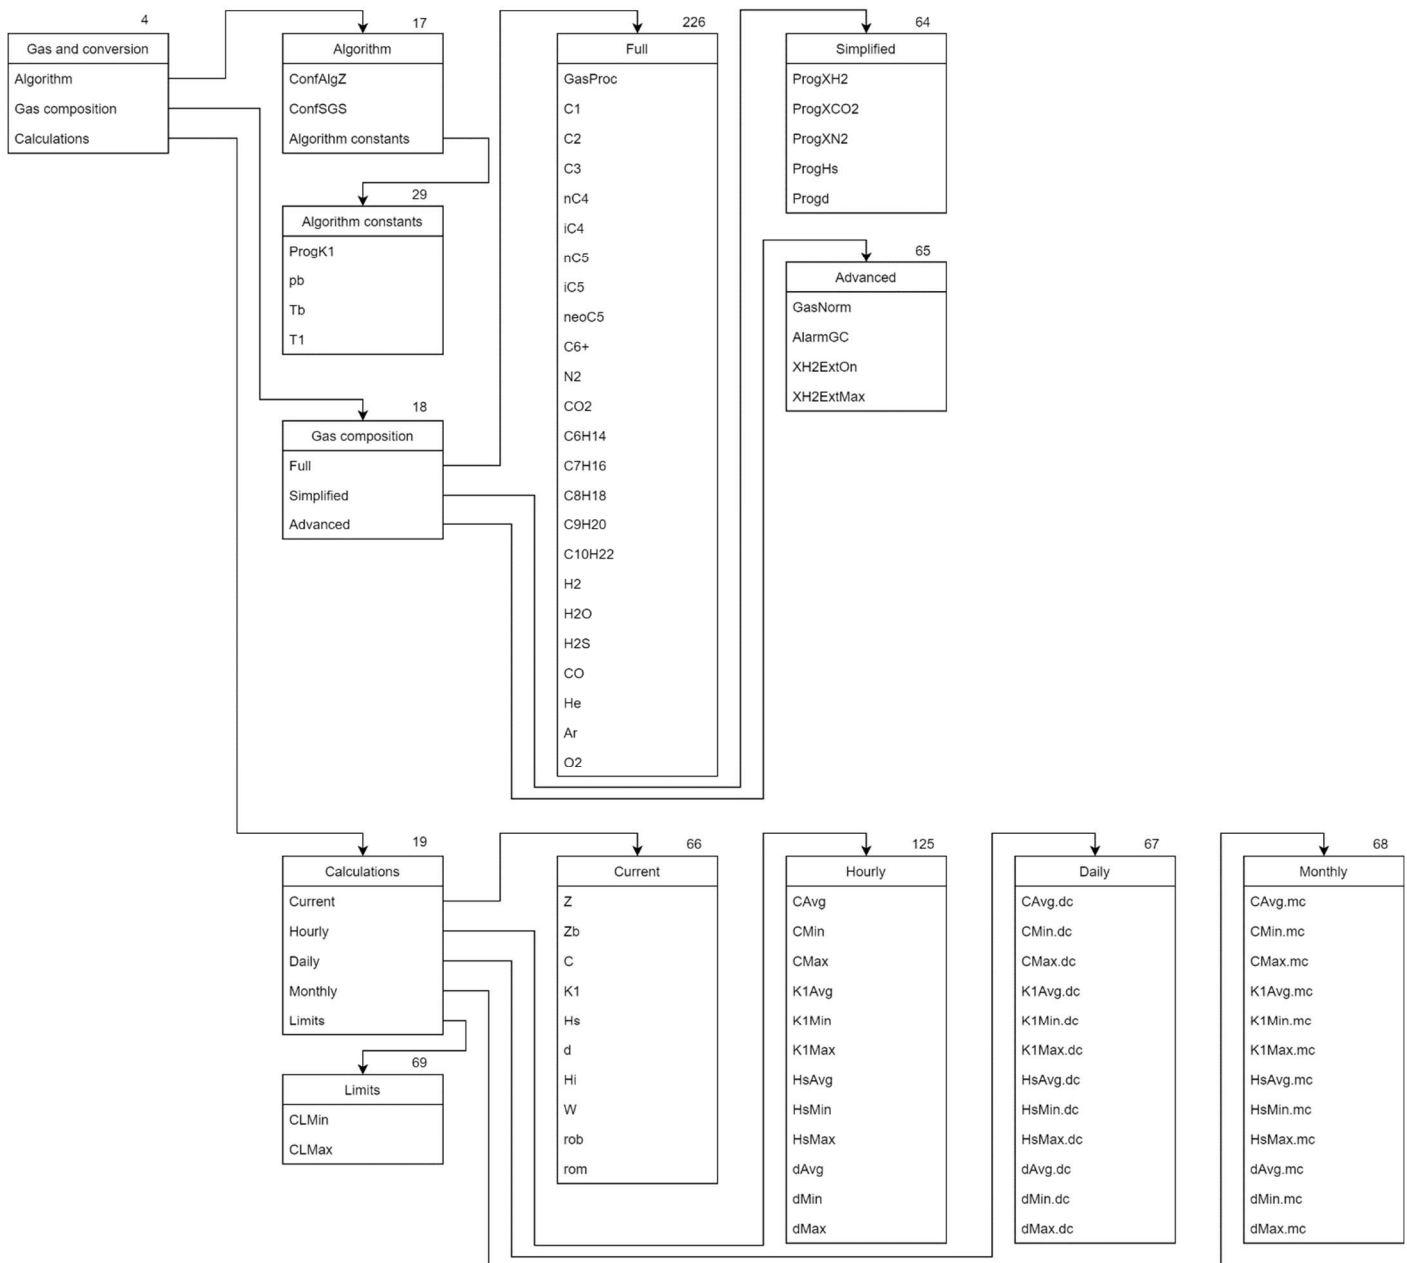 4
Gas and conversion
Algorithm
Gas composition
Calculations
17
Algorithm
ConfAlgZ
ConfSGS
Algorithm constants
29
Algorithm constants
ProgK1
pb
Tb
T1
18
Gas composition
Full
Simplified
Advanced
226
Full
GasProc
C1
C2
C3
nC4
iC4
nC5
iC5
neoC5
C6+
N2
CO2
C6H14
C7H16
C8H18
C9H20
C10H22
H2
H2O
H2S
CO
He
Ar
O2
64
Simplified
ProgXH2
ProgXCO2
ProgXN2
ProgHs
Progd
65
Advanced
GasNorm
AlarmGC
XH2ExtOn
XH2ExtMax
19
Calculations
Current
Hourly
Daily
Monthly
Limits
69
Limits
CLMin
CLMax
66
Current
Z
Zb
C
K1
Hs
d
Hi
W
rob
rom
125
Hourly
CAvg
CMin
CMax
K1Avg
K1Min
K1Max
HsAvg
HsMin
HsMax
dAvg
dMin
dMax
67
Daily
CAvg.dc
CMin.dc
CMax.dc
K1Avg.dc
K1Min.dc
K1Max.dc
HsAvg.dc
HsMin.dc
HsMax.dc
dAvg.dc
dMin.dc
dMax.dc
68
Monthly
CAvg.mc
CMin.mc
CMax.mc
K1Avg.mc
K1Min.mc
K1Max.mc
HsAvg.mc
HsMin.mc
HsMax.mc
dAvg.mc
dMin.mc
dMax.mc